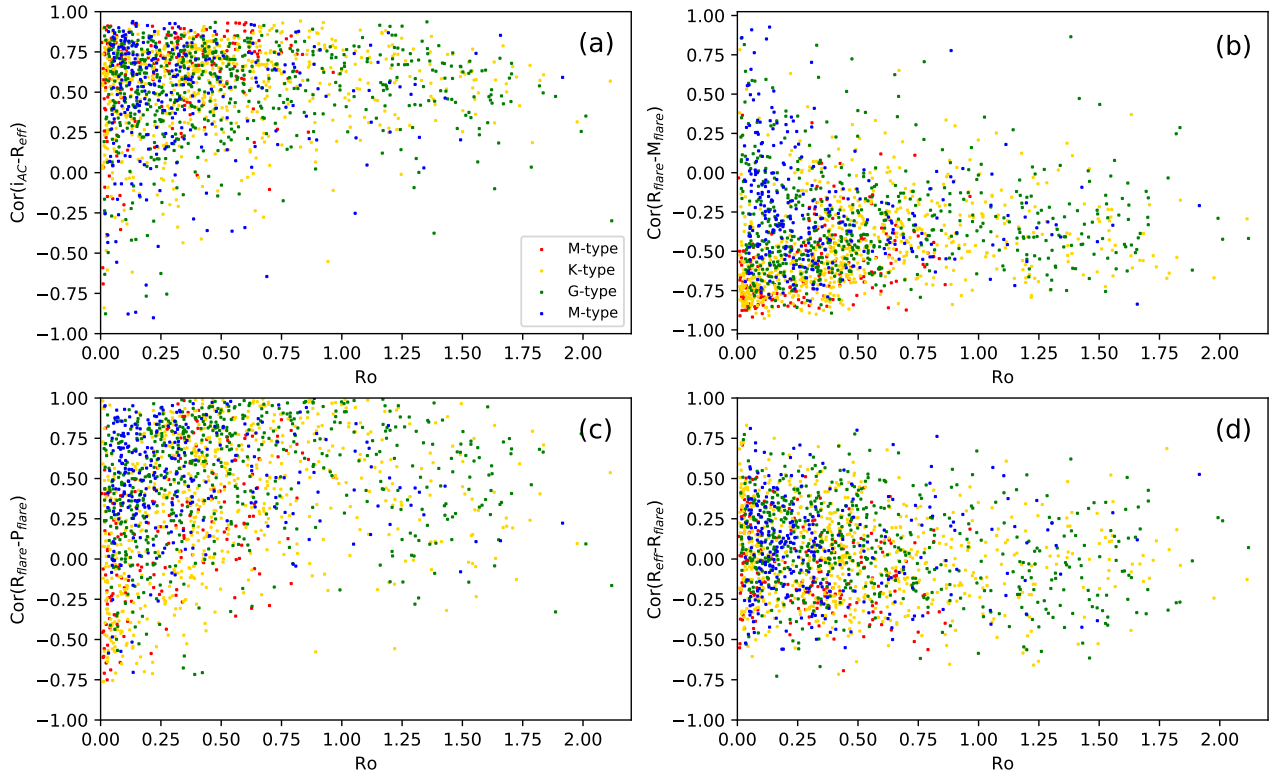 1.00
0.75
0.50
0.25
0.00
−0.25
−0.50
−0.75
−1.00
Cor(i_AC-R_eff)
(a)
M-type
K-type
G-type
M-type
0.00 0.25 0.50 0.75 1.00 1.25 1.50 1.75 2.00
Ro
1.00
0.75
0.50
0.25
0.00
−0.25
−0.50
−0.75
−1.00
Cor(R_flare-M_flare)
(b)
0.00 0.25 0.50 0.75 1.00 1.25 1.50 1.75 2.00
Ro
1.00
0.75
0.50
0.25
0.00
−0.25
−0.50
−0.75
−1.00
Cor(R_flare-P_flare)
(c)
0.00 0.25 0.50 0.75 1.00 1.25 1.50 1.75 2.00
Ro
1.00
0.75
0.50
0.25
0.00
−0.25
−0.50
−0.75
−1.00
Cor(R_eff-R_flare)
(d)
0.00 0.25 0.50 0.75 1.00 1.25 1.50 1.75 2.00
Ro